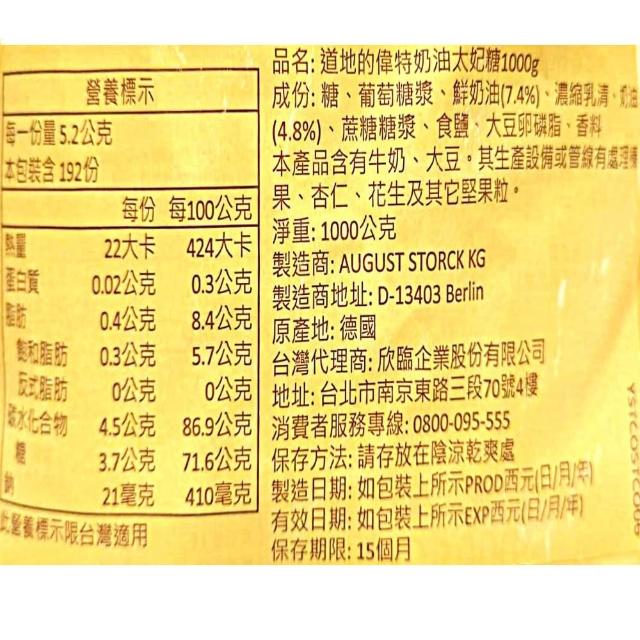 營養標示
每一份量 5.2公克
本包裝含 192份
每份 每100公克
熱量 22大卡 424大卡
蛋白質 0.02公克 0.3公克
脂肪 0.4公克 8.4公克
飽和脂肪 0.3公克 5.7公克
反式脂肪 0公克 0公克
碳水化合物 4.5公克 86.9公克
糖 3.7公克 71.6公克
鈉 21毫克 410毫克
此營養標示限台灣適用
品名: 道地的偉特奶油太妃糖1000g
成份: 糖、葡萄糖漿、鮮奶油(7.4%)、濃縮乳清、奶油
(4.8%)、蔗糖糖漿、食鹽、大豆卵磷脂、香料
本產品含有牛奶、大豆。其生產設備或管線有處理榛
果、杏仁、花生及其它堅果粒。
淨重: 1000公克
製造商: AUGUST STORCK KG
製造商地址: D-13403 Berlin
原產地: 德國
台灣代理商: 欣臨企業股份有限公司
地址: 台北市南京東路三段70號4樓
消費者服務專線: 0800-095-555
保存方法: 請存放在陰涼乾爽處
製造日期: 如包裝上所示PROD西元(日/月/年)
有效日期: 如包裝上所示EXP西元(日/月/年)
保存期限: 15個月